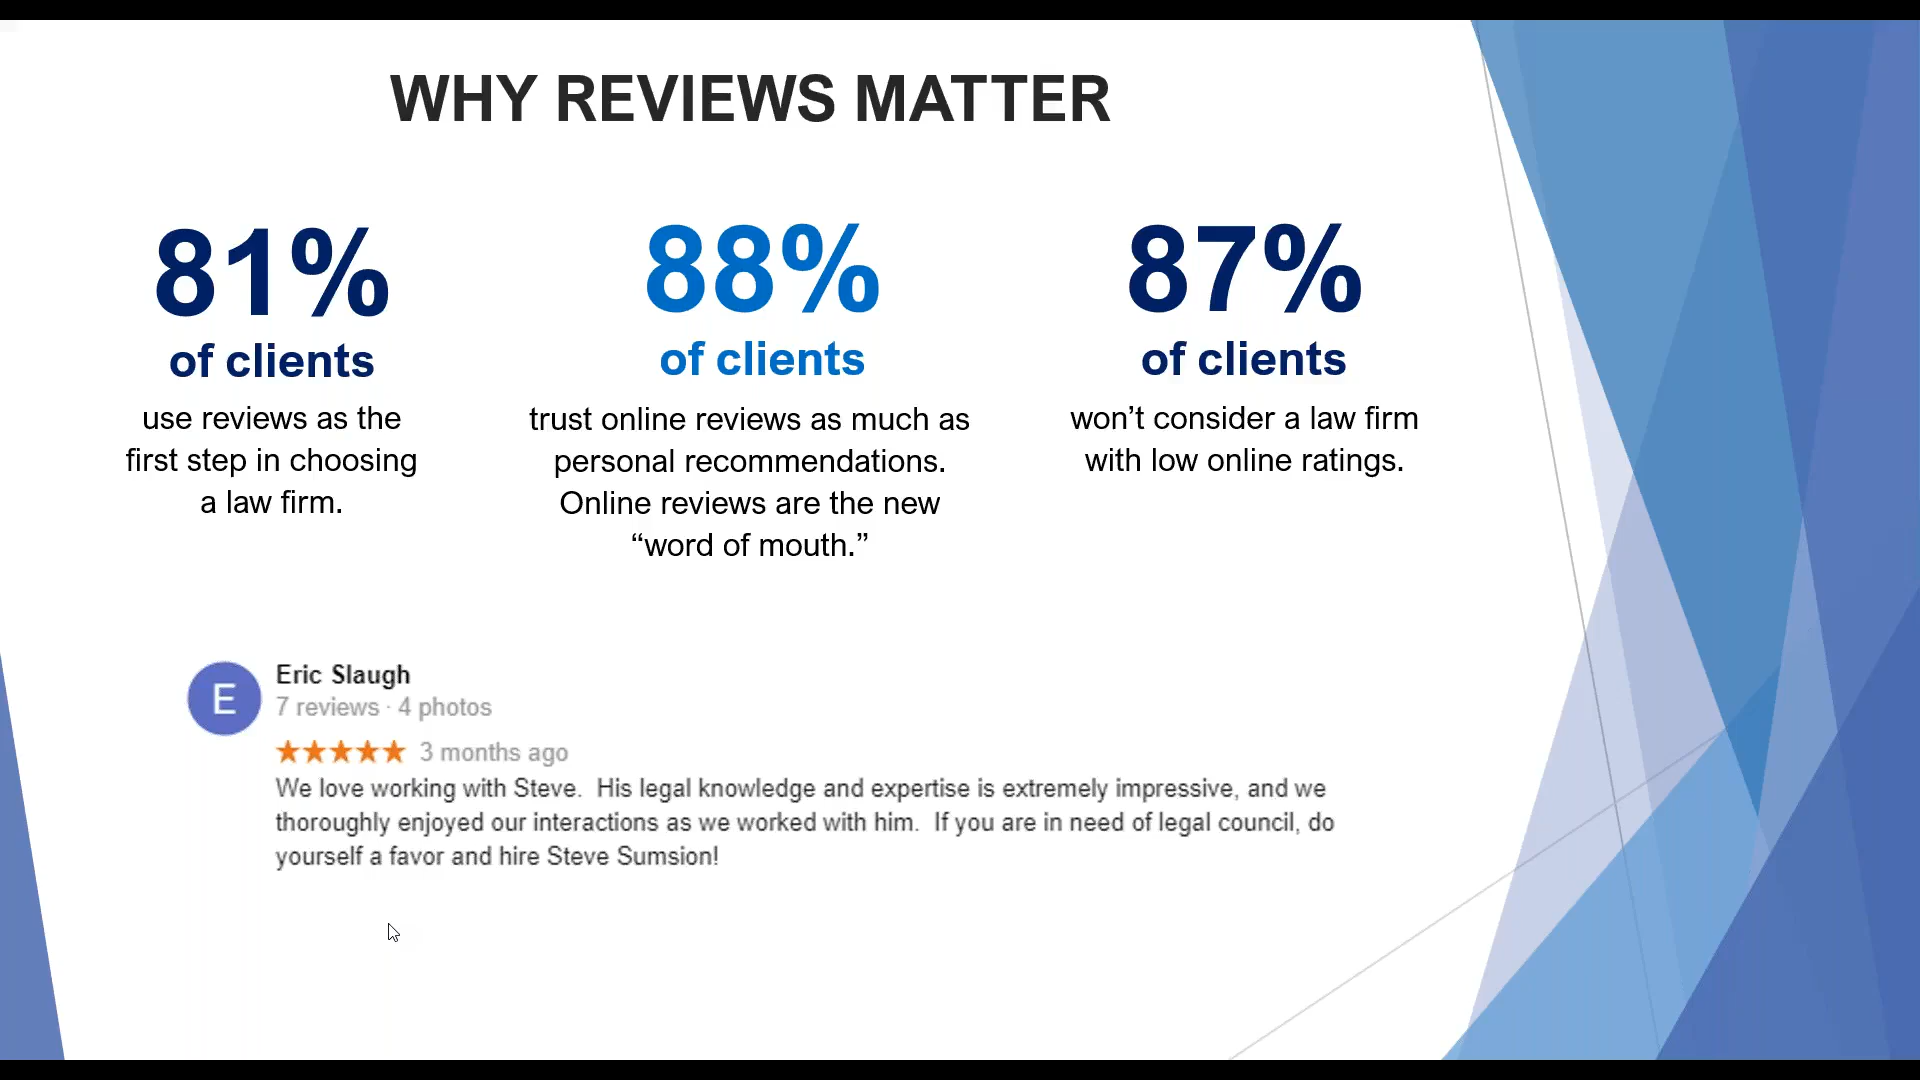 WHY REVIEWS MATTER
81%
of clients
use reviews as the
first step in choosing
a law firm.
88%
of clients
trust online reviews as much as
personal recommendations.
Online reviews are the new
“word of mouth.”
87%
of clients
won’t consider a law firm
with low online ratings.
E
Eric Slaugh
7 reviews · 4 photos
★★★★★ 3 months ago
We love working with Steve.  His legal knowledge and expertise is extremely impressive, and we
thoroughly enjoyed our interactions as we worked with him.  If you are in need of legal council, do
yourself a favor and hire Steve Sumsion!